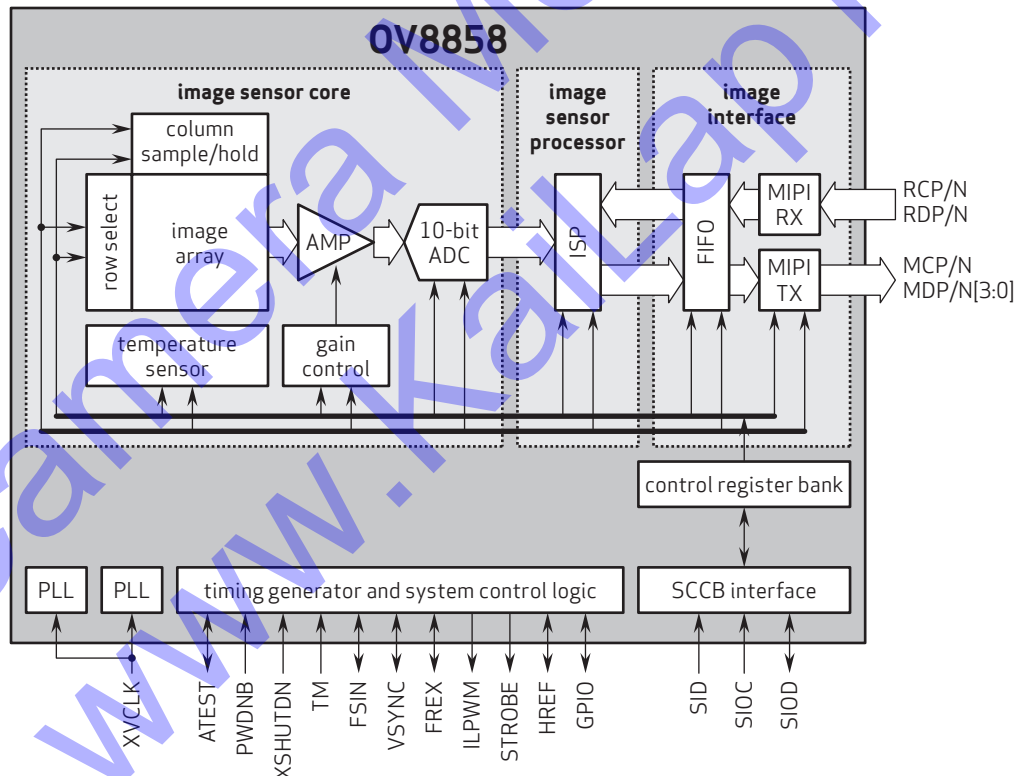 OV8858
image sensor core
image
sensor
processor
image
interface
column
sample/hold
row select
image
array
AMP
10-bit
ADC
ISP
FIFO
MIPI
RX
MIPI
TX
RCP/N
RDP/N
MCP/N
MDP/N[3:0]
temperature
sensor
gain
control
control register bank
PLL
PLL
timing generator and system control logic
SCCB interface
XVCLK
ATEST
PWDNB
XSHUTDN
TM
FSIN
VSYNC
FREX
ILPWM
STROBE
HREF
GPIO
SID
SIOC
SIOD
camera
www.KaiLap